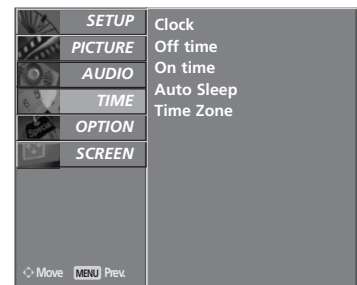 SETUP
PICTURE
AUDIO
TIME
OPTION
SCREEN
Clock
Off time
On time
Auto Sleep
Time Zone
Move MENU Prev.